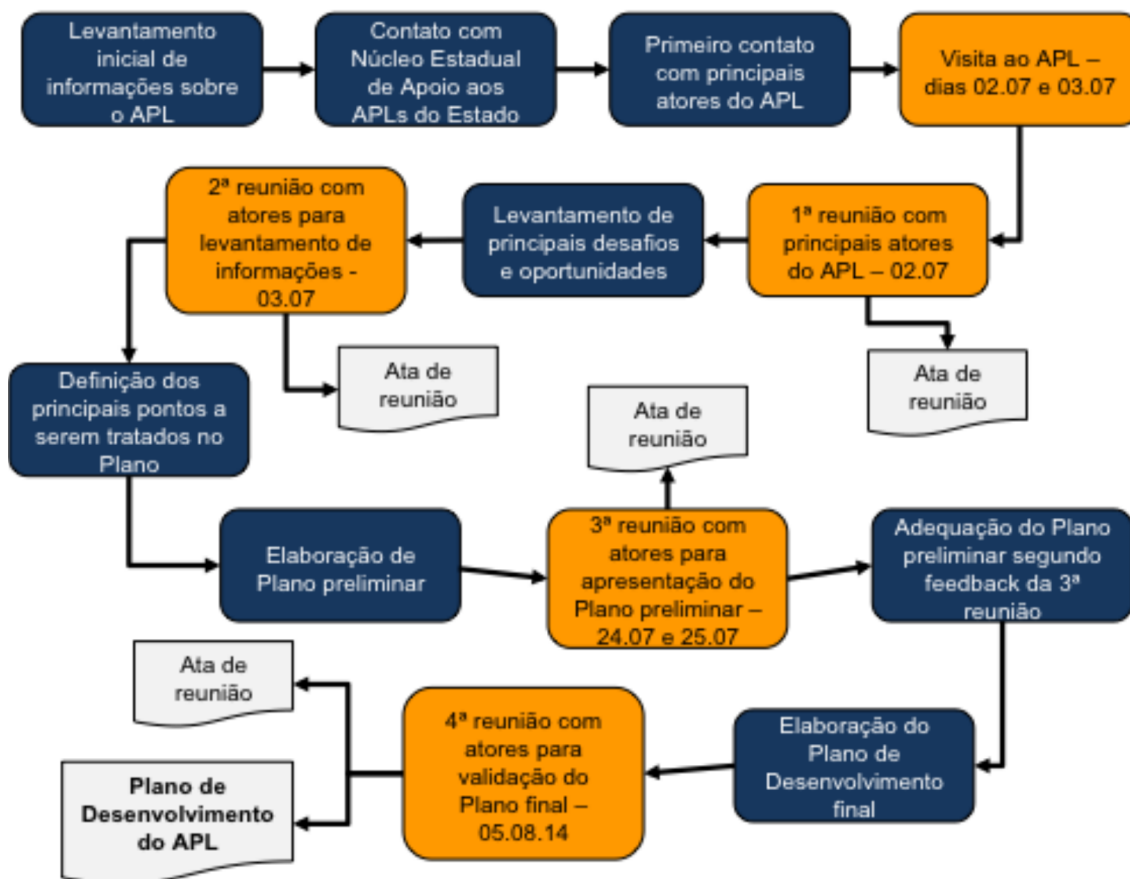 Levantamento
inicial de
informações sobre
o APL
Contato com
Núcleo Estadual
de Apoio aos
APLs do Estado
Primeiro contato
com principais
atores do APL
Visita ao APL –
dias 02.07 e 03.07
1ª reunião com
principais atores
do APL – 02.07
Ata de
reunião
Levantamento de
principais desafios
e oportunidades
2ª reunião com
atores para
levantamento de
informações -
03.07
Ata de
reunião
Definição dos
principais pontos a
serem tratados no
Plano
Elaboração de
Plano preliminar
3ª reunião com
atores para
apresentação do
Plano preliminar –
24.07 e 25.07
Ata de
reunião
Adequação do Plano
preliminar segundo
feedback da 3ª
reunião
Elaboração do
Plano de
Desenvolvimento
final
4ª reunião com
atores para
validação do
Plano final –
05.08.14
Ata de
reunião
Plano de
Desenvolvimento
do APL